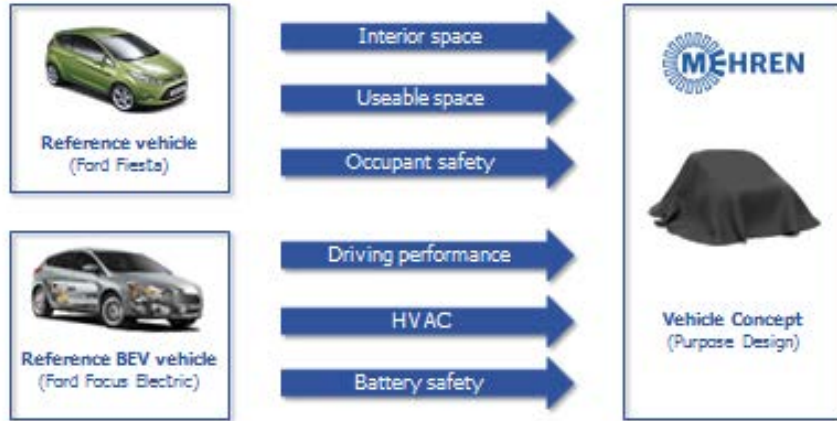 Reference vehicle
(Ford Fiesta)
Interior space
Useable space
Occupant safety
Reference BEV vehicle
(Ford Focus Electric)
Driving performance
HVAC
Battery safety
MEHREN
Vehicle Concept
(Purpose Design)